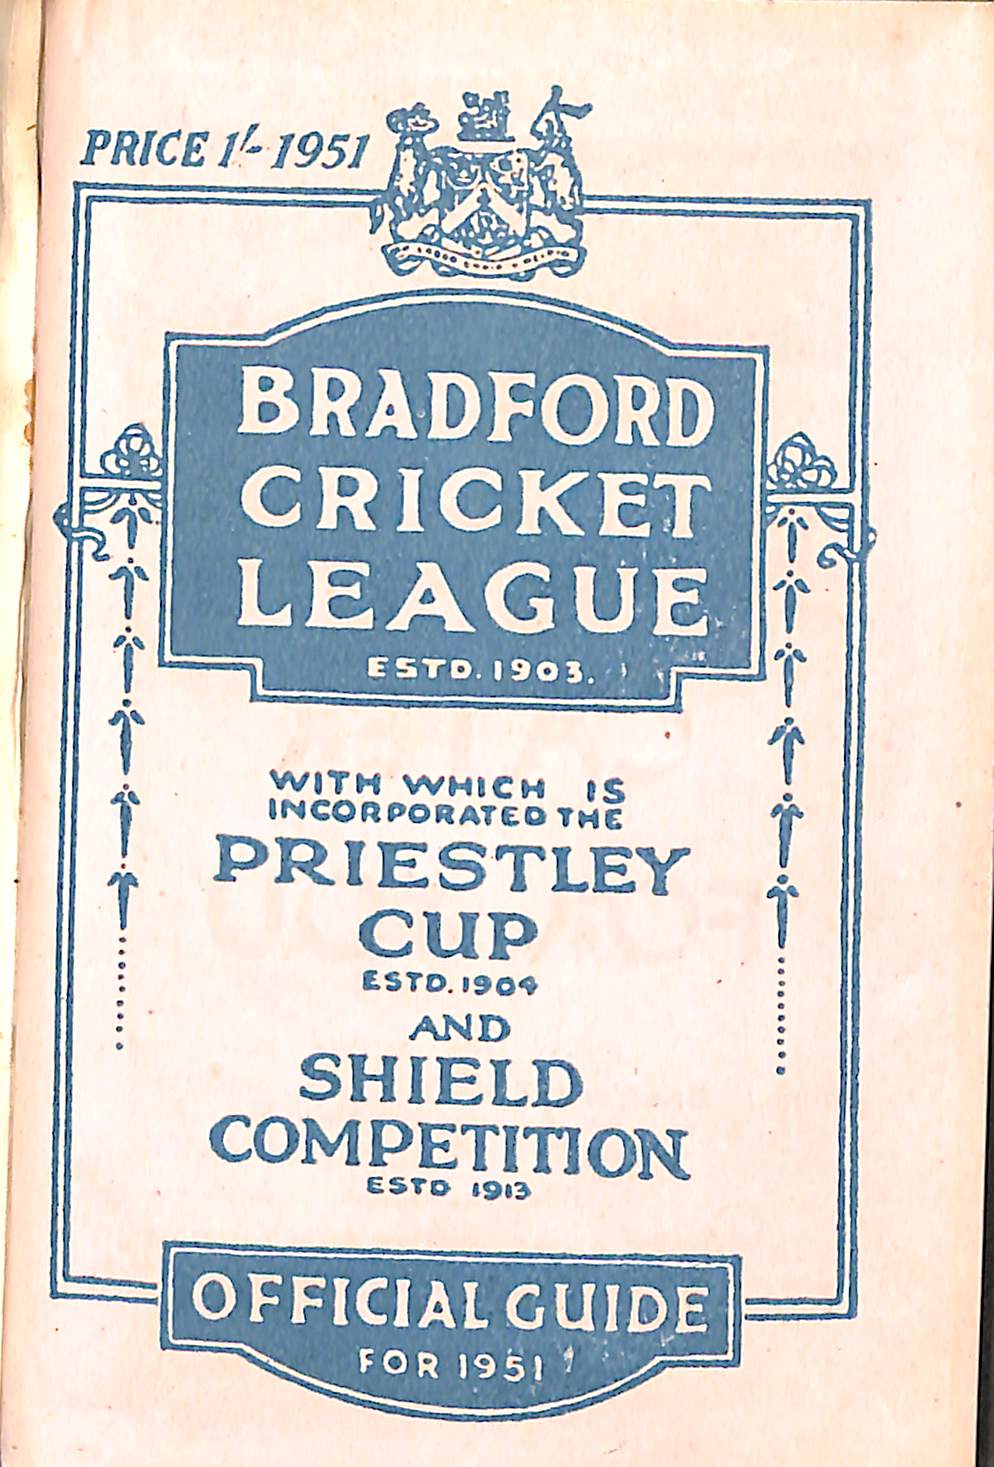 PRICE 1/- 1951
BRADFORD
CRICKET
LEAGUE
ESTD. 1903.
WITH WHICH IS
INCORPORATED THE
PRIESTLEY
CUP
ESTD. 1904
AND
SHIELD
COMPETITION
ESTD 1913
OFFICIAL GUIDE
FOR 1951